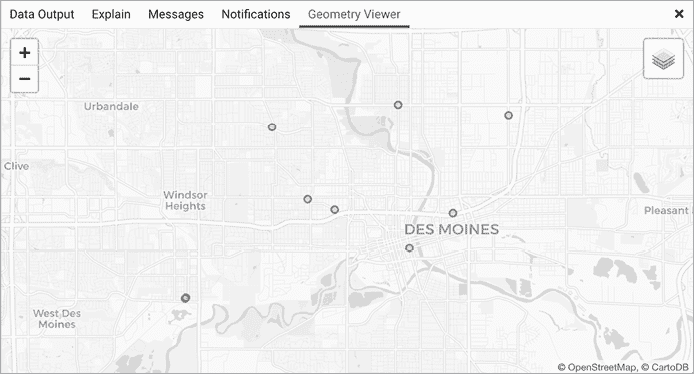 Data Output Explain Messages Notifications Geometry Viewer ×
+
−
Urbandale
Clive
Windsor
Heights
Pleasant
DES MOINES
West Des
Moines
© OpenStreetMap, © CartoDB